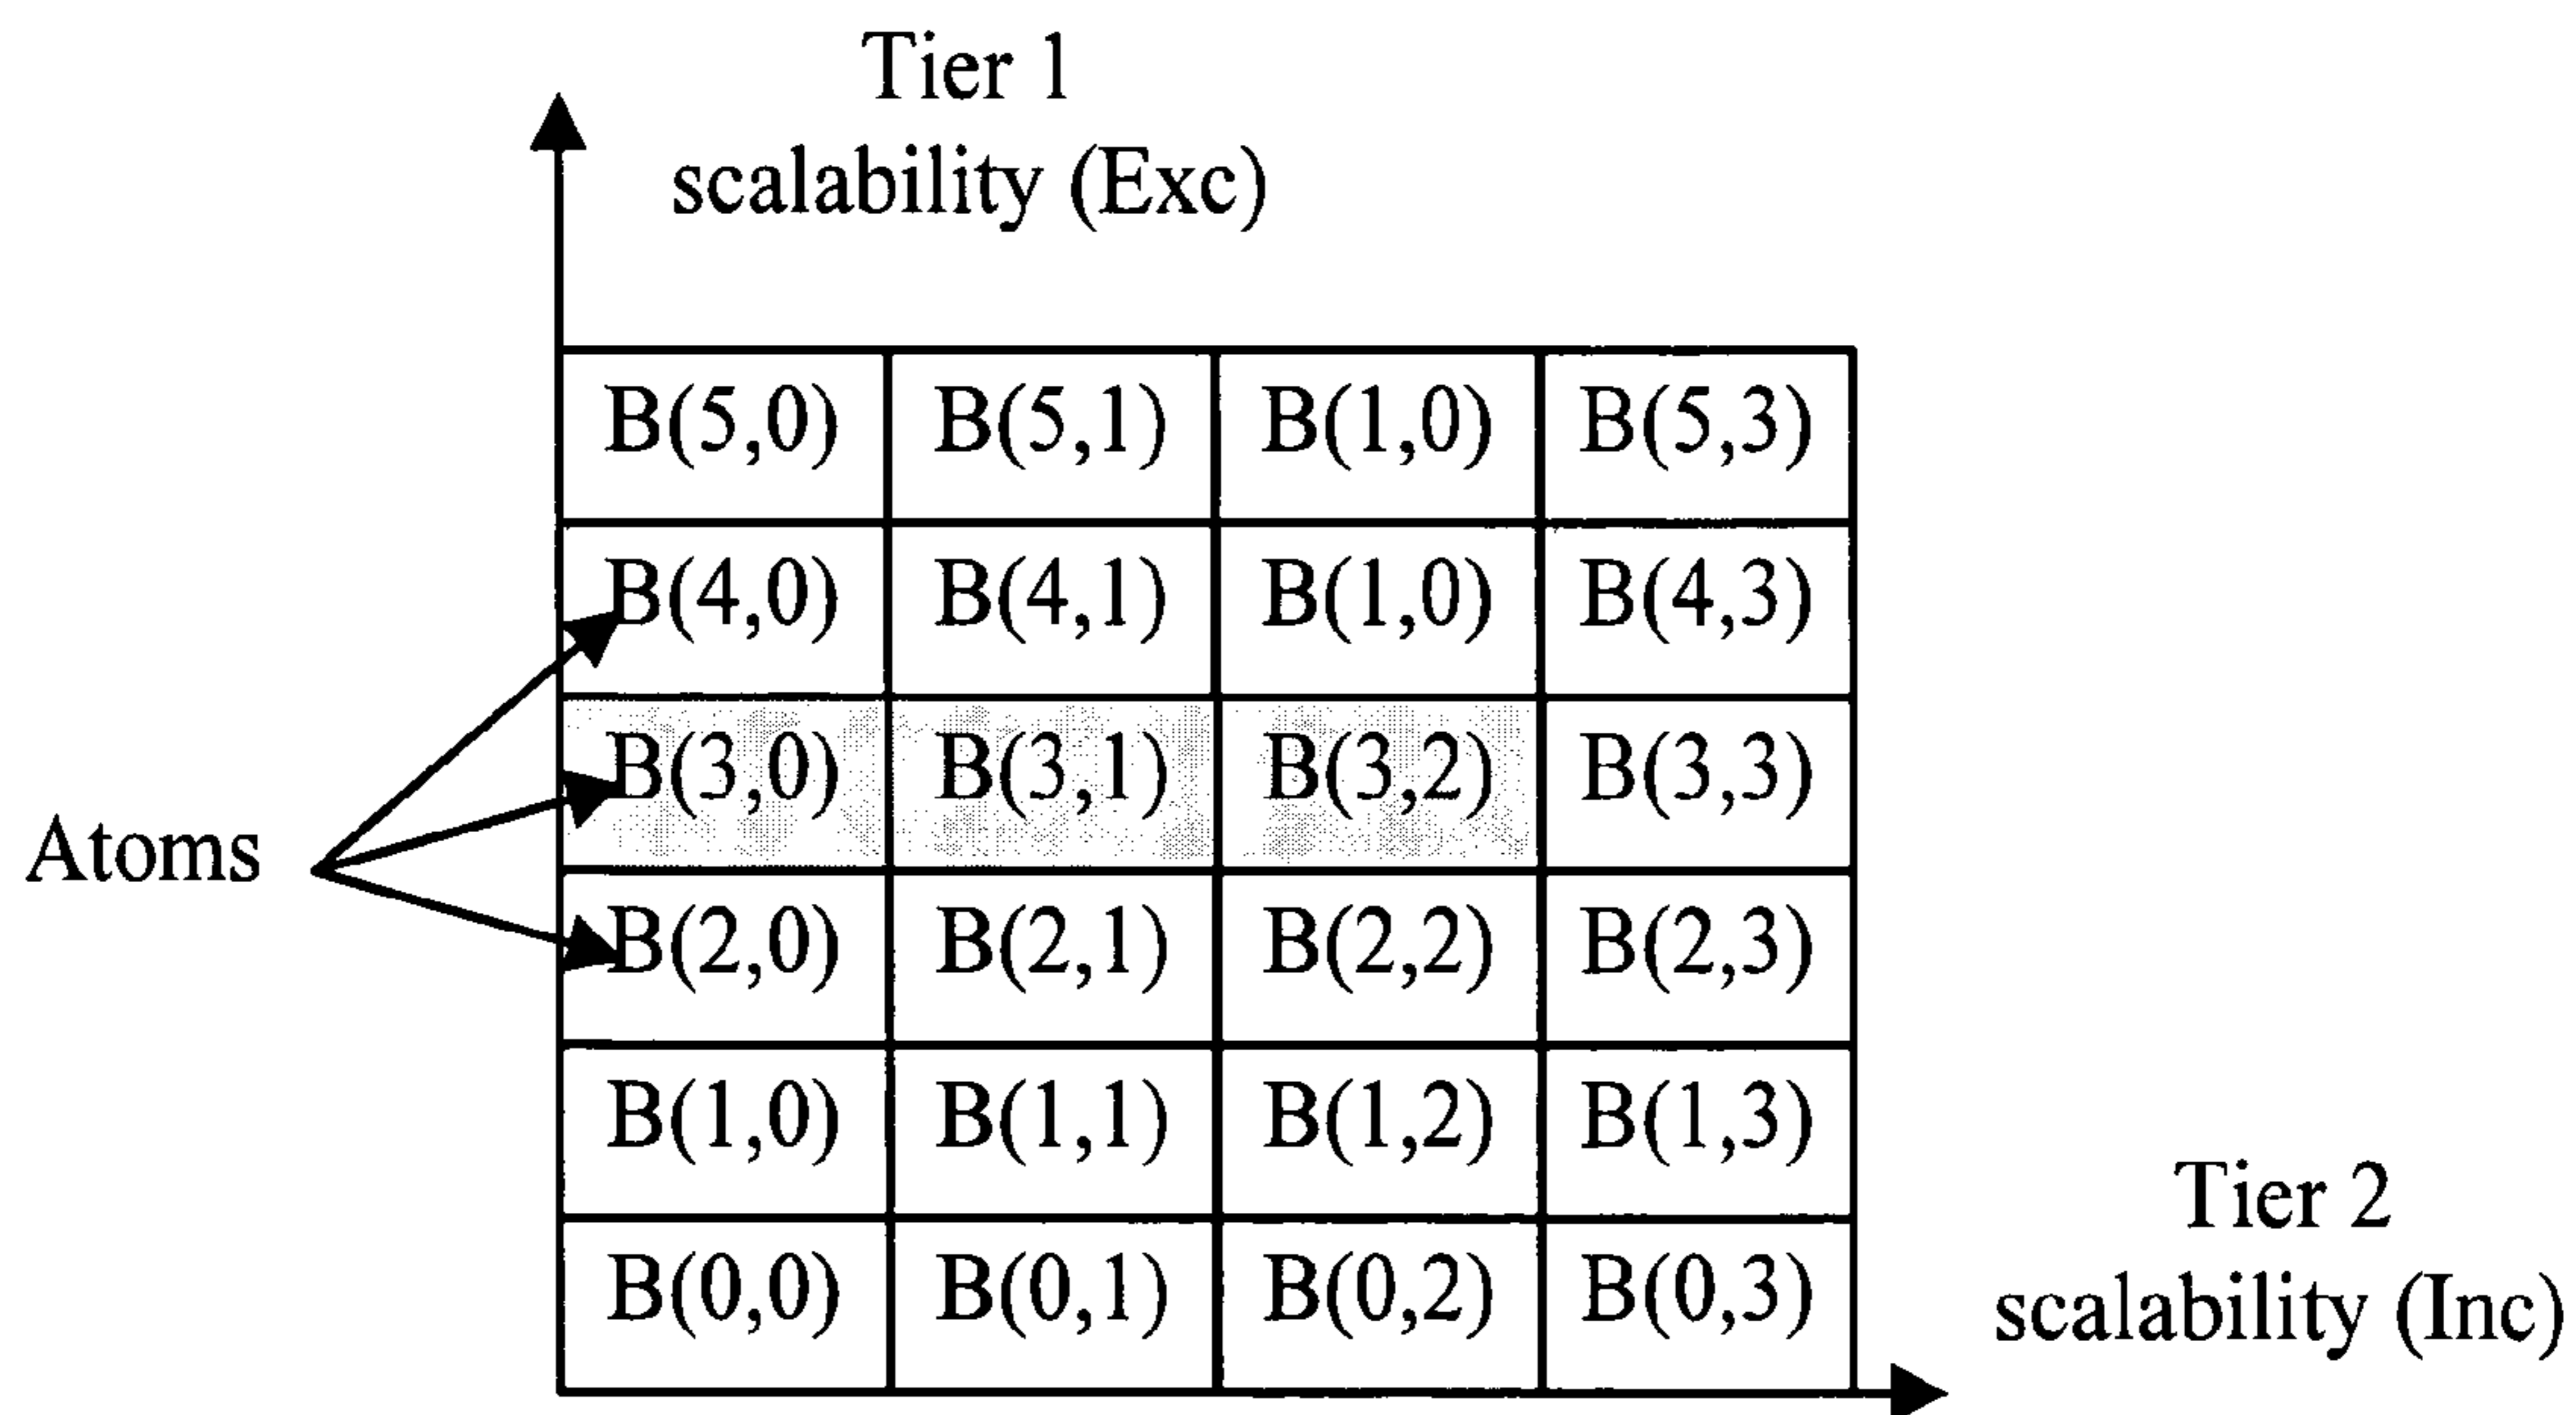 Tier 1
scalability (Exc)
B(5,0) B(5,1) B(1,0) B(5,3)
B(4,0) B(4,1) B(1,0) B(4,3)
B(3,0) B(3,1) B(3,2) B(3,3)
Atoms
B(2,0) B(2,1) B(2,2) B(2,3)
B(1,0) B(1,1) B(1,2) B(1,3)
B(0,0) B(0,1) B(0,2) B(0,3)
Tier 2
scalability (Inc)